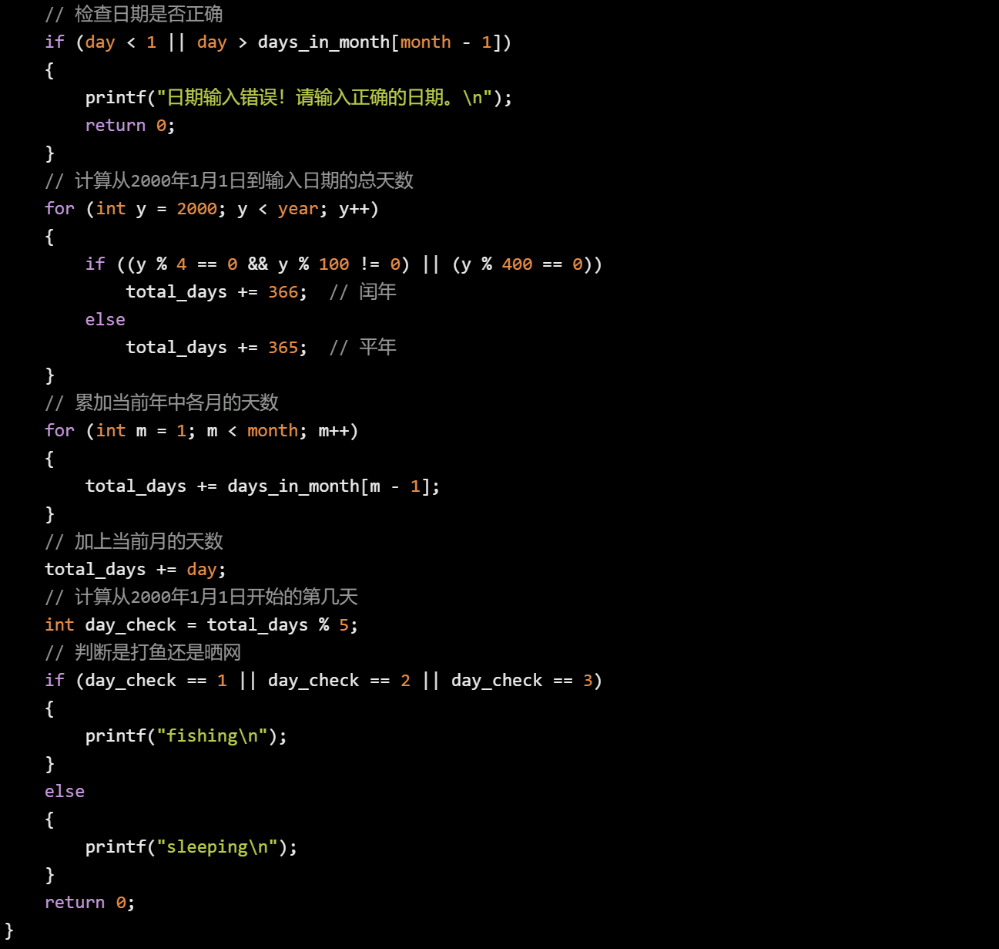 // 检查日期是否正确
if (day < 1 || day > days_in_month[month - 1])
{
printf("日期输入错误！请输入正确的日期。\n");
return 0;
}
// 计算从2000年1月1日到输入日期的总天数
for (int y = 2000; y < year; y++)
{
if ((y % 4 == 0 && y % 100 != 0) || (y % 400 == 0))
total_days += 366;  // 闰年
else
total_days += 365;  // 平年
}
// 累加当前年中各月的天数
for (int m = 1; m < month; m++)
{
total_days += days_in_month[m - 1];
}
// 加上当前月的天数
total_days += day;
// 计算从2000年1月1日开始的第几天
int day_check = total_days % 5;
// 判断是打鱼还是晒网
if (day_check == 1 || day_check == 2 || day_check == 3)
{
printf("fishing\n");
}
else
{
printf("sleeping\n");
}
return 0;
}